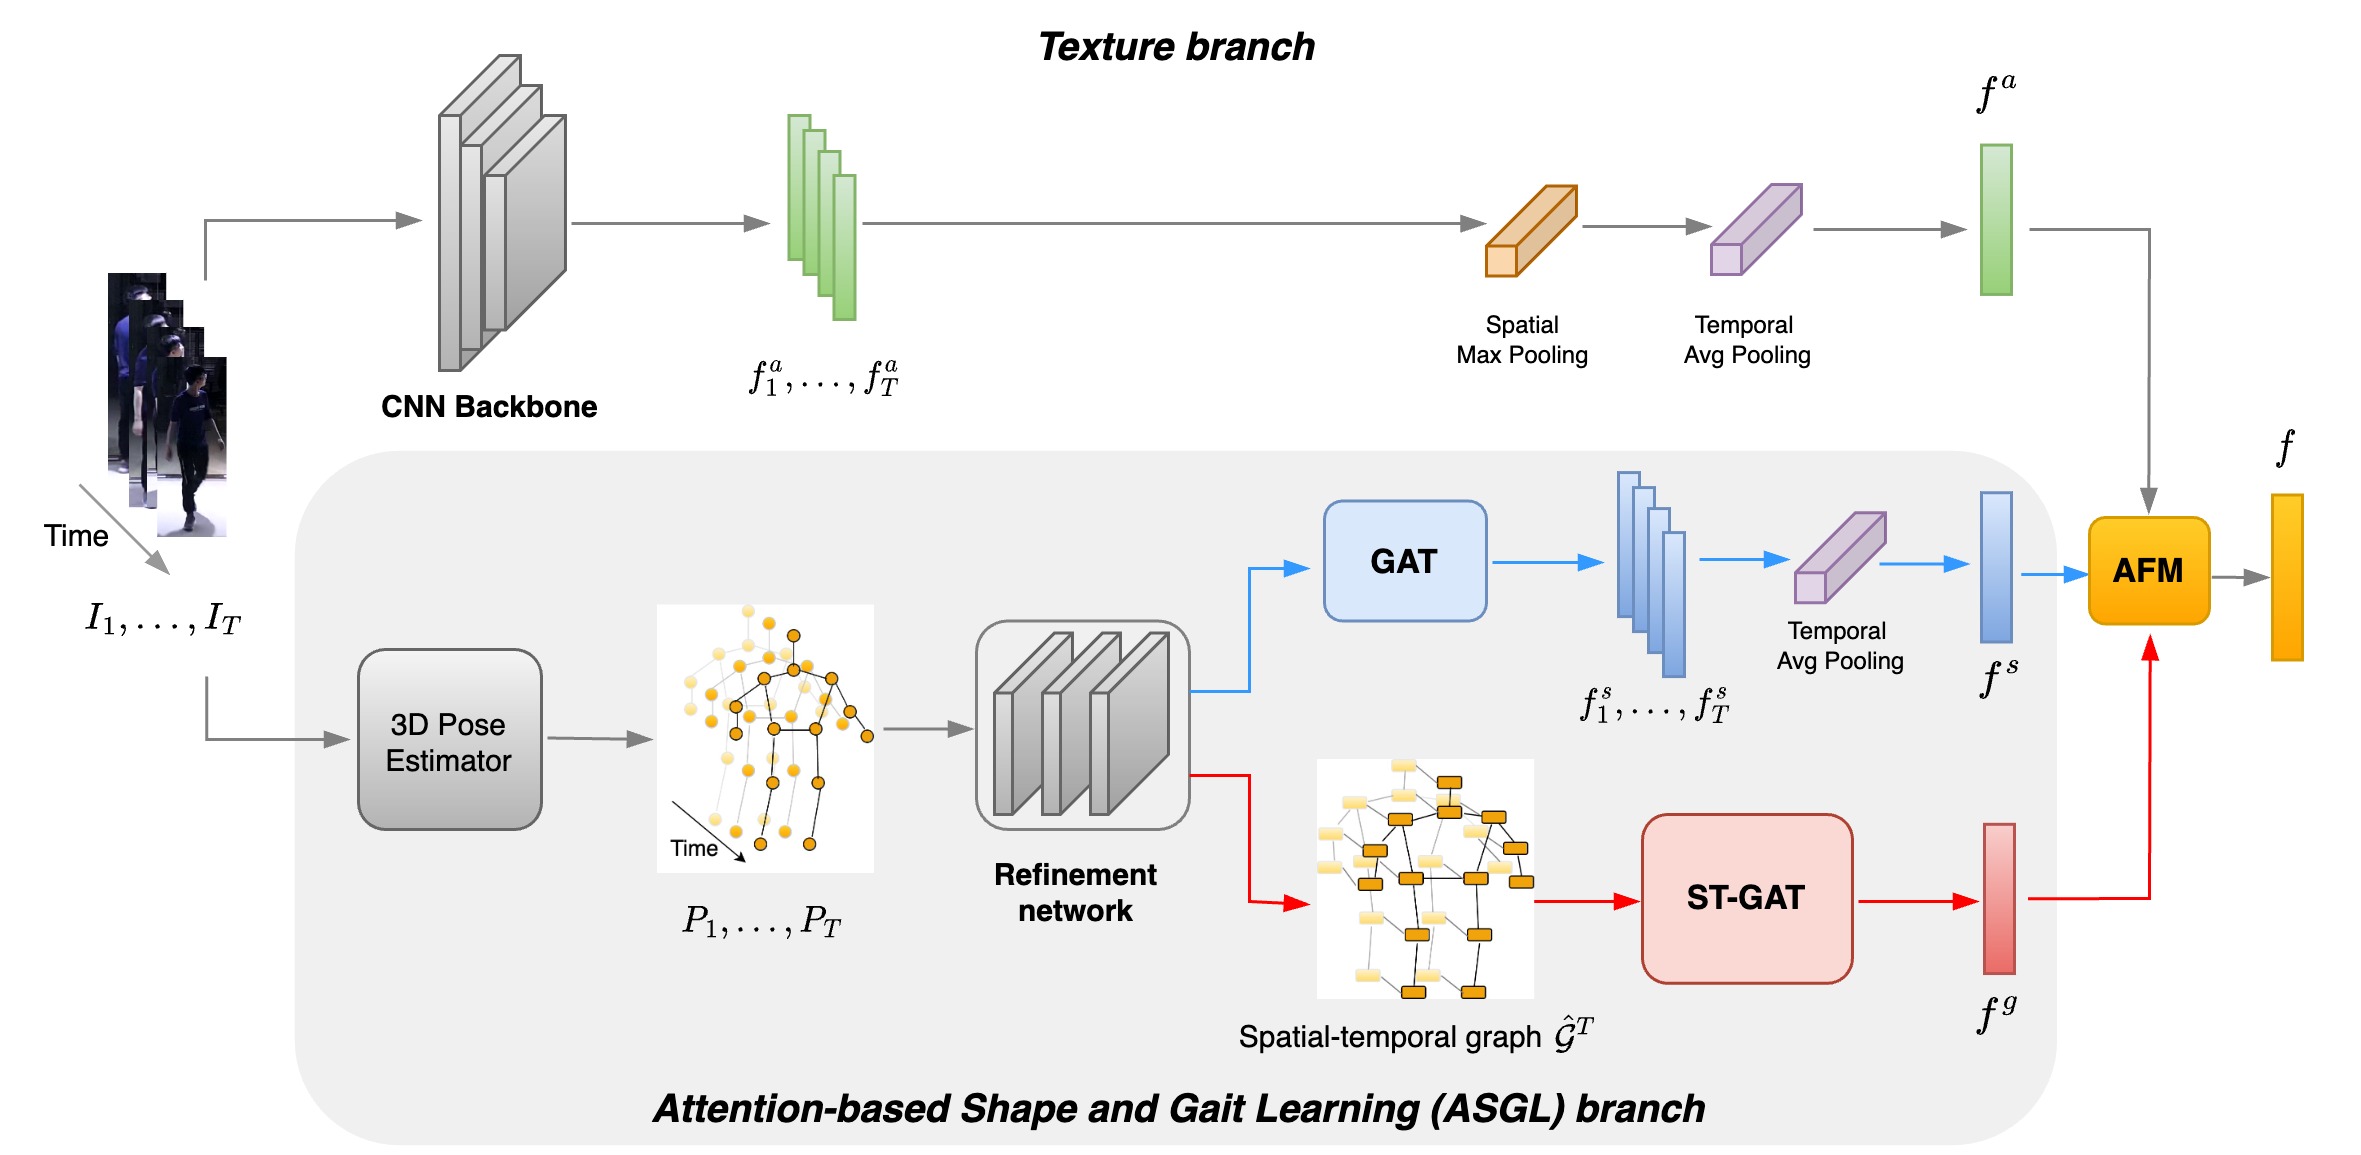 Texture branch
CNN Backbone
f_1^a, ..., f_T^a
Spatial
Max Pooling
Temporal
Avg Pooling
f^a
Time
I_1, ..., I_T
3D Pose
Estimator
Time
P_1, ..., P_T
Refinement
network
GAT
f_1^s, ..., f_T^s
Temporal
Avg Pooling
f^s
AFM
f
Spatial-temporal graph \hat{\mathcal{G}}^T
ST-GAT
f^g
Attention-based Shape and Gait Learning (ASGL) branch